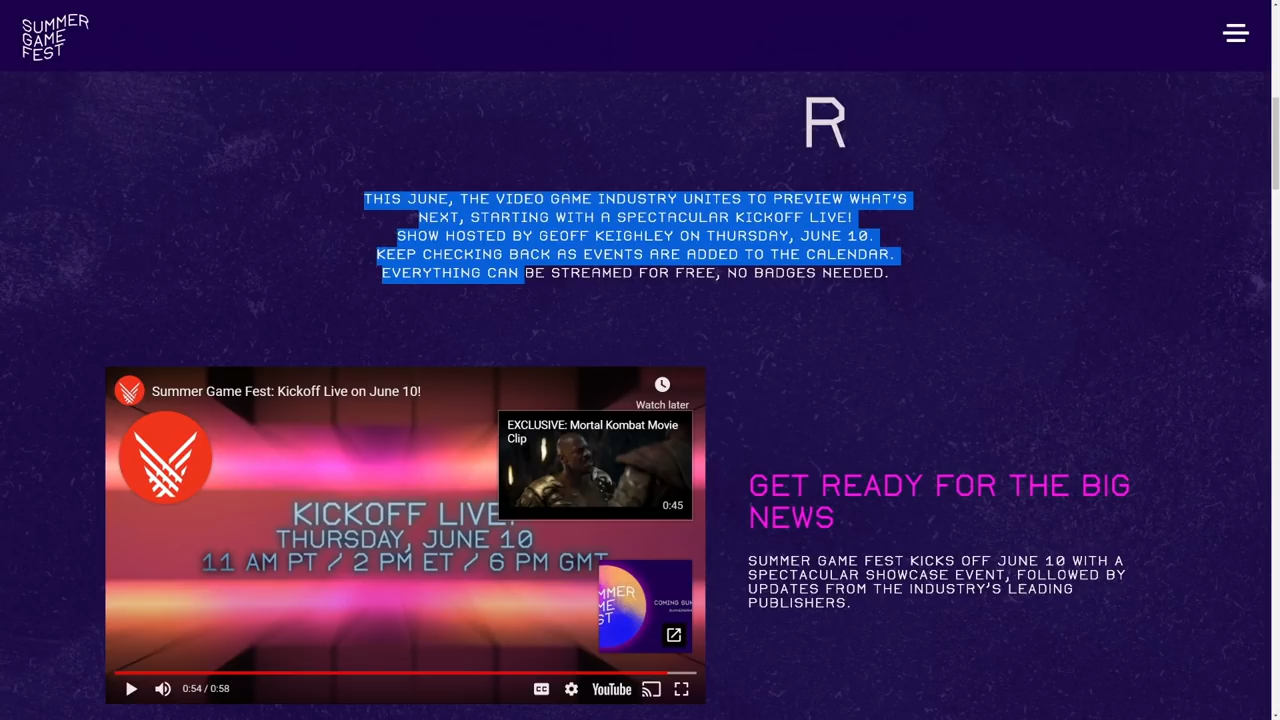 SUMMER
GAME
FEST
R
THIS JUNE, THE VIDEO GAME INDUSTRY UNITES TO PREVIEW WHAT'S
NEXT, STARTING WITH A SPECTACULAR KICKOFF LIVE!
SHOW HOSTED BY GEOFF KEIGHLEY ON THURSDAY, JUNE 10.
KEEP CHECKING BACK AS EVENTS ARE ADDED TO THE CALENDAR.
EVERYTHING CAN BE STREAMED FOR FREE, NO BADGES NEEDED.
Summer Game Fest: Kickoff Live on June 10!
Watch later
EXCLUSIVE: Mortal Kombat Movie
Clip
0:45
KICKOFF LIVE!
THURSDAY, JUNE 10
11 AM PT / 2 PM ET / 6 PM GMT
MMER
ME
ST
0:54 / 0:58
CC
YouTube
GET READY FOR THE BIG
NEWS
SUMMER GAME FEST KICKS OFF JUNE 10 WITH A
SPECTACULAR SHOWCASE EVENT, FOLLOWED BY
UPDATES FROM THE INDUSTRY'S LEADING
PUBLISHERS.